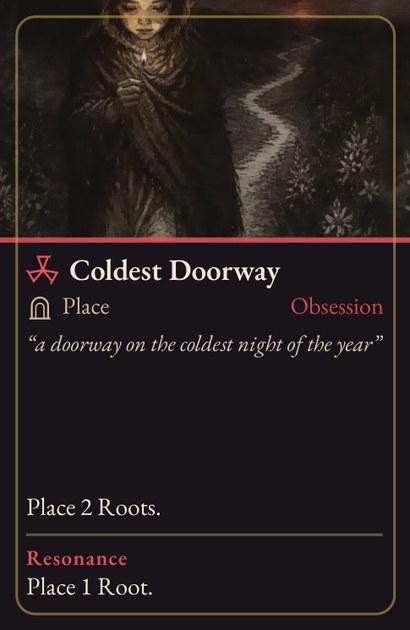 Coldest Doorway
Place Obsession
“a doorway on the coldest night of the year”
Place 2 Roots.
Resonance
Place 1 Root.